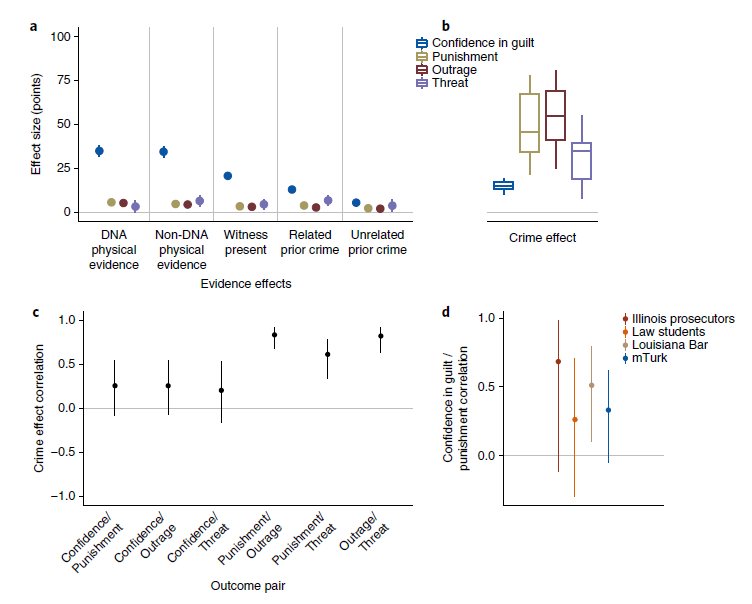 a
100
75
50
25
0
Effect size (points)
DNA
physical
evidence
Non-DNA
physical
evidence
Witness
present
Related
prior crime
Unrelated
prior crime
Evidence effects
b
Confidence in guilt
Punishment
Outrage
Threat
Crime effect
c
1.0
0.5
0.0
−0.5
−1.0
Crime effect correlation
Confidence/
Punishment
Confidence/
Outrage
Confidence/
Threat
Punishment/
Outrage
Punishment/
Threat
Outrage/
Threat
Outcome pair
d
1.0
0.5
0.0
Confidence in guilt /
punishment correlation
Illinois prosecutors
Law students
Louisiana Bar
mTurk